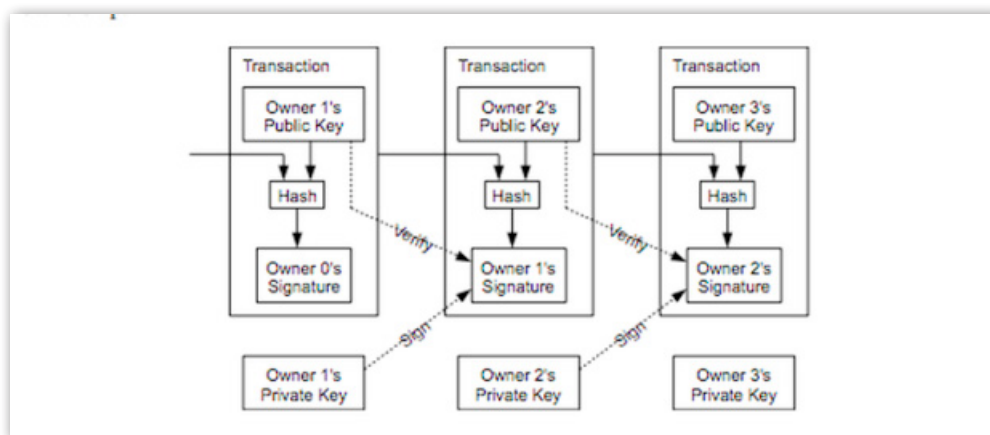 Transaction
Owner 1's
Public Key
Hash
Owner 0's
Signature
Transaction
Owner 2's
Public Key
Hash
Verify
Owner 1's
Signature
Transaction
Owner 3's
Public Key
Hash
Verify
Owner 2's
Signature
Owner 1's
Private Key
Sign
Owner 2's
Private Key
Sign
Owner 3's
Private Key